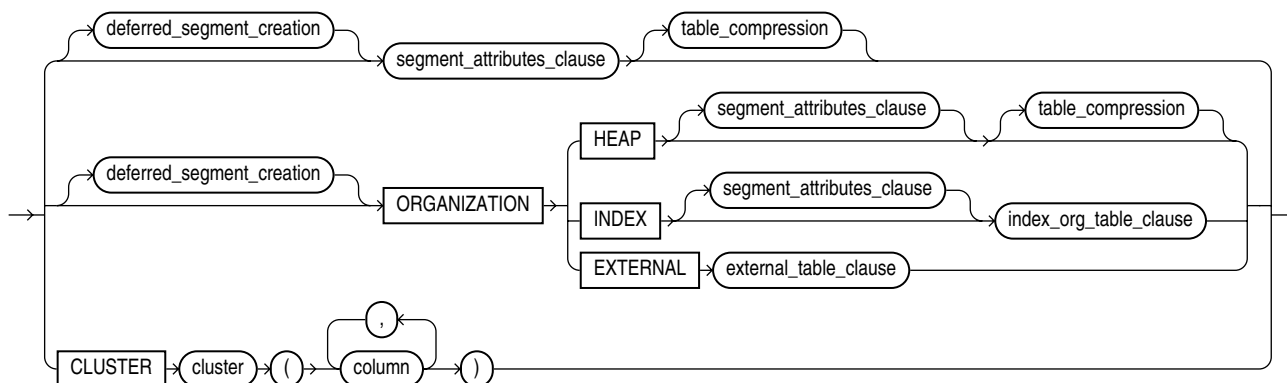 deferred_segment_creation table_compression
segment_attributes_clause
segment_attributes_clause table_compression
HEAP
deferred_segment_creation segment_attributes_clause
ORGANIZATION INDEX index_org_table_clause
EXTERNAL external_table_clause
,
CLUSTER cluster ( column )